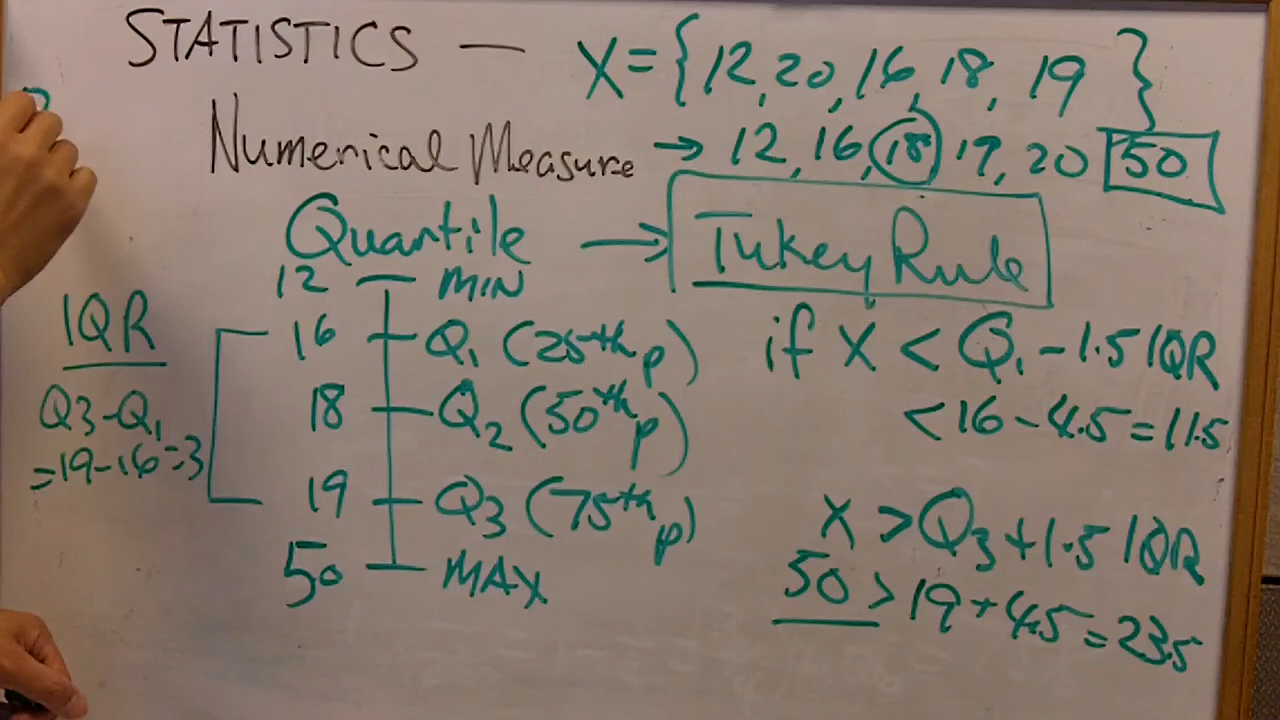 STATISTICS — X = {12, 20, 16, 18, 19 }
Numerical Measure → 12, 16, 18, 19, 20 50
Quantile → Tukey Rule
12 MIN
IQR 16 Q1 (25th p) if X < Q1 - 1.5 IQR
Q3-Q1 18 Q2 (50th p) < 16 - 4.5 = 11.5
=19-16=3
19 Q3 (75th p) X > Q3 + 1.5 IQR
50 MAX 50 > 19 + 4.5 = 23.5